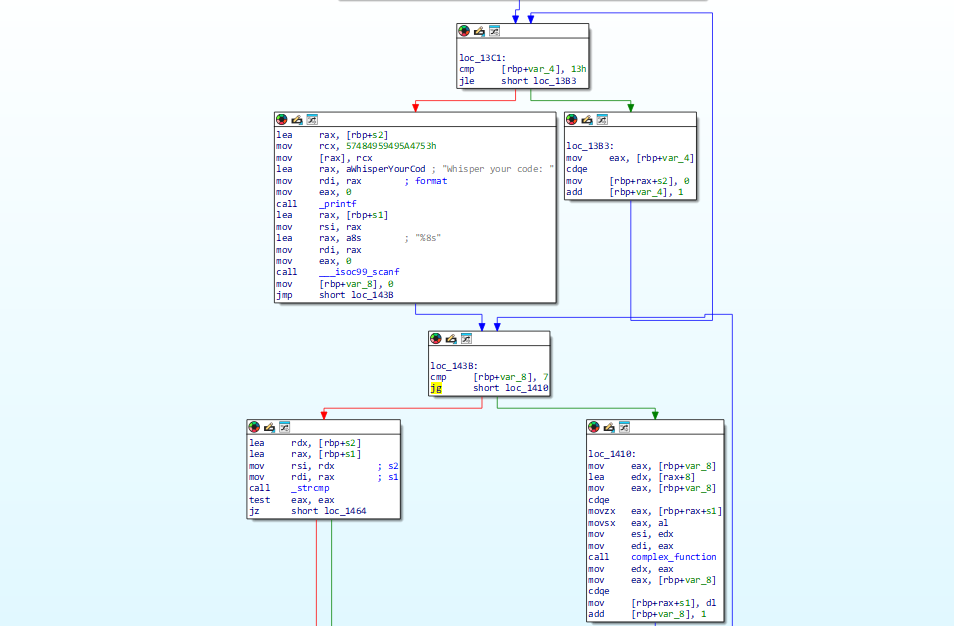 loc_13C1:
cmp [rbp+var_4], 13h
jle short loc_13B3
lea rax, [rbp+s2]
mov rcx, 57484959495A4753h
mov [rax], rcx
lea rax, aWhisperYourCod ; "Whisper your code: "
mov rdi, rax ; format
mov eax, 0
call _printf
lea rax, [rbp+s1]
mov rsi, rax
lea rax, a8s ; "%8s"
mov rdi, rax
mov eax, 0
call ___isoc99_scanf
mov [rbp+var_8], 0
jmp short loc_143B
loc_13B3:
mov eax, [rbp+var_4]
cdqe
mov [rbp+rax+s2], 0
add [rbp+var_4], 1
loc_143B:
cmp [rbp+var_8], 7
jg short loc_1410
lea rdx, [rbp+s2]
lea rax, [rbp+s1]
mov rsi, rdx ; s2
mov rdi, rax ; s1
call _strcmp
test eax, eax
jz short loc_1464
loc_1410:
mov eax, [rbp+var_8]
lea edx, [rax+8]
mov eax, [rbp+var_8]
cdqe
movzx eax, [rbp+rax+s1]
movsx eax, al
mov esi, edx
mov edi, eax
call complex_function
mov edx, eax
mov eax, [rbp+var_8]
cdqe
mov [rbp+rax+s1], dl
add [rbp+var_8], 1